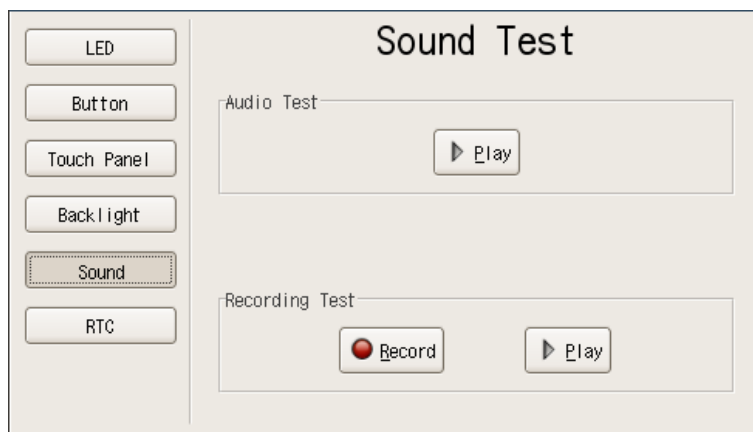 LED
Button
Touch Panel
Backlight
Sound
RTC
Sound Test
Audio Test
Play
Recording Test
Record
Play